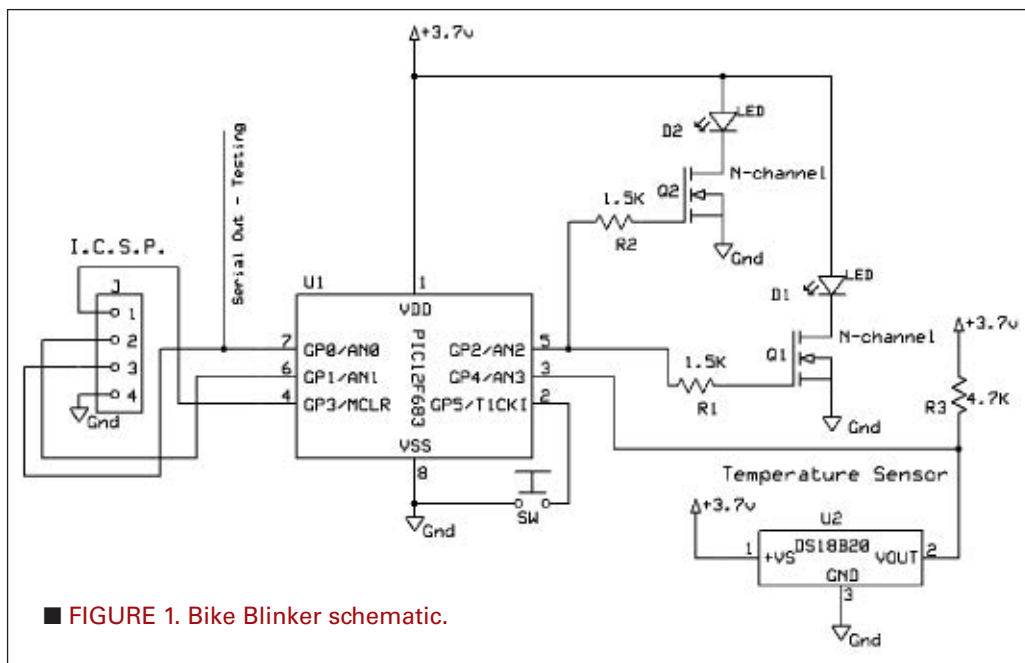 +3.7v
LED
D2
N-channel
Q2
1.5K
R2
Gnd
Serial Out - Testing
I.C.S.P.
J
1
2
3
4
Gnd
U1
1
VDD
PIC12F683
7
GP0/AN0
GP2/AN2
5
6
GP1/AN1
GP4/AN3
3
4
GP3/MCLR
GP5/T1CKI
2
VSS
8
Gnd
SW
LED
D1
N-channel
Q1
1.5K
R1
Gnd
+3.7v
R3
4.7K
Temperature Sensor
+3.7v
U2
DS18B20
1
+VS
VOUT
2
GND
3
Gnd
■ FIGURE 1. Bike Blinker schematic.